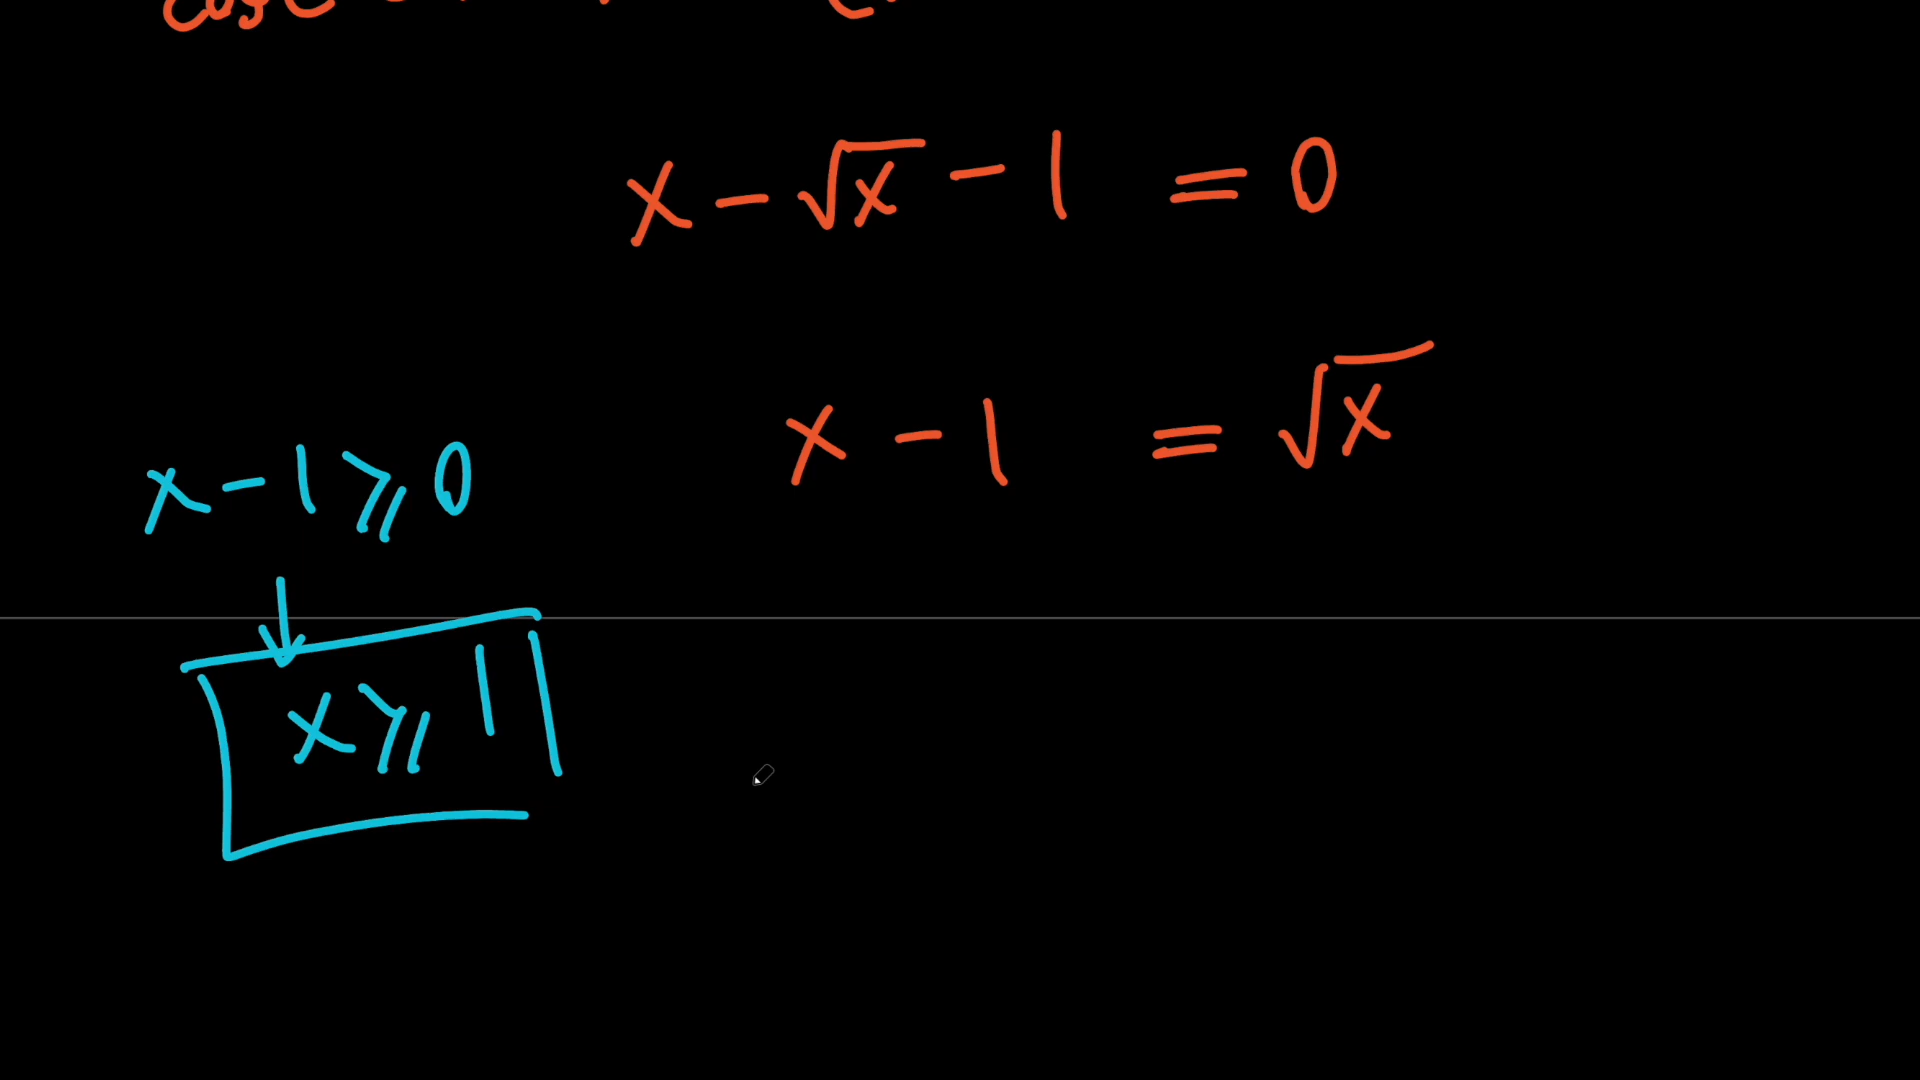 x - √x - 1 = 0
x - 1 = √x
x - 1 ⩾ 0
↓
x ⩾ 1